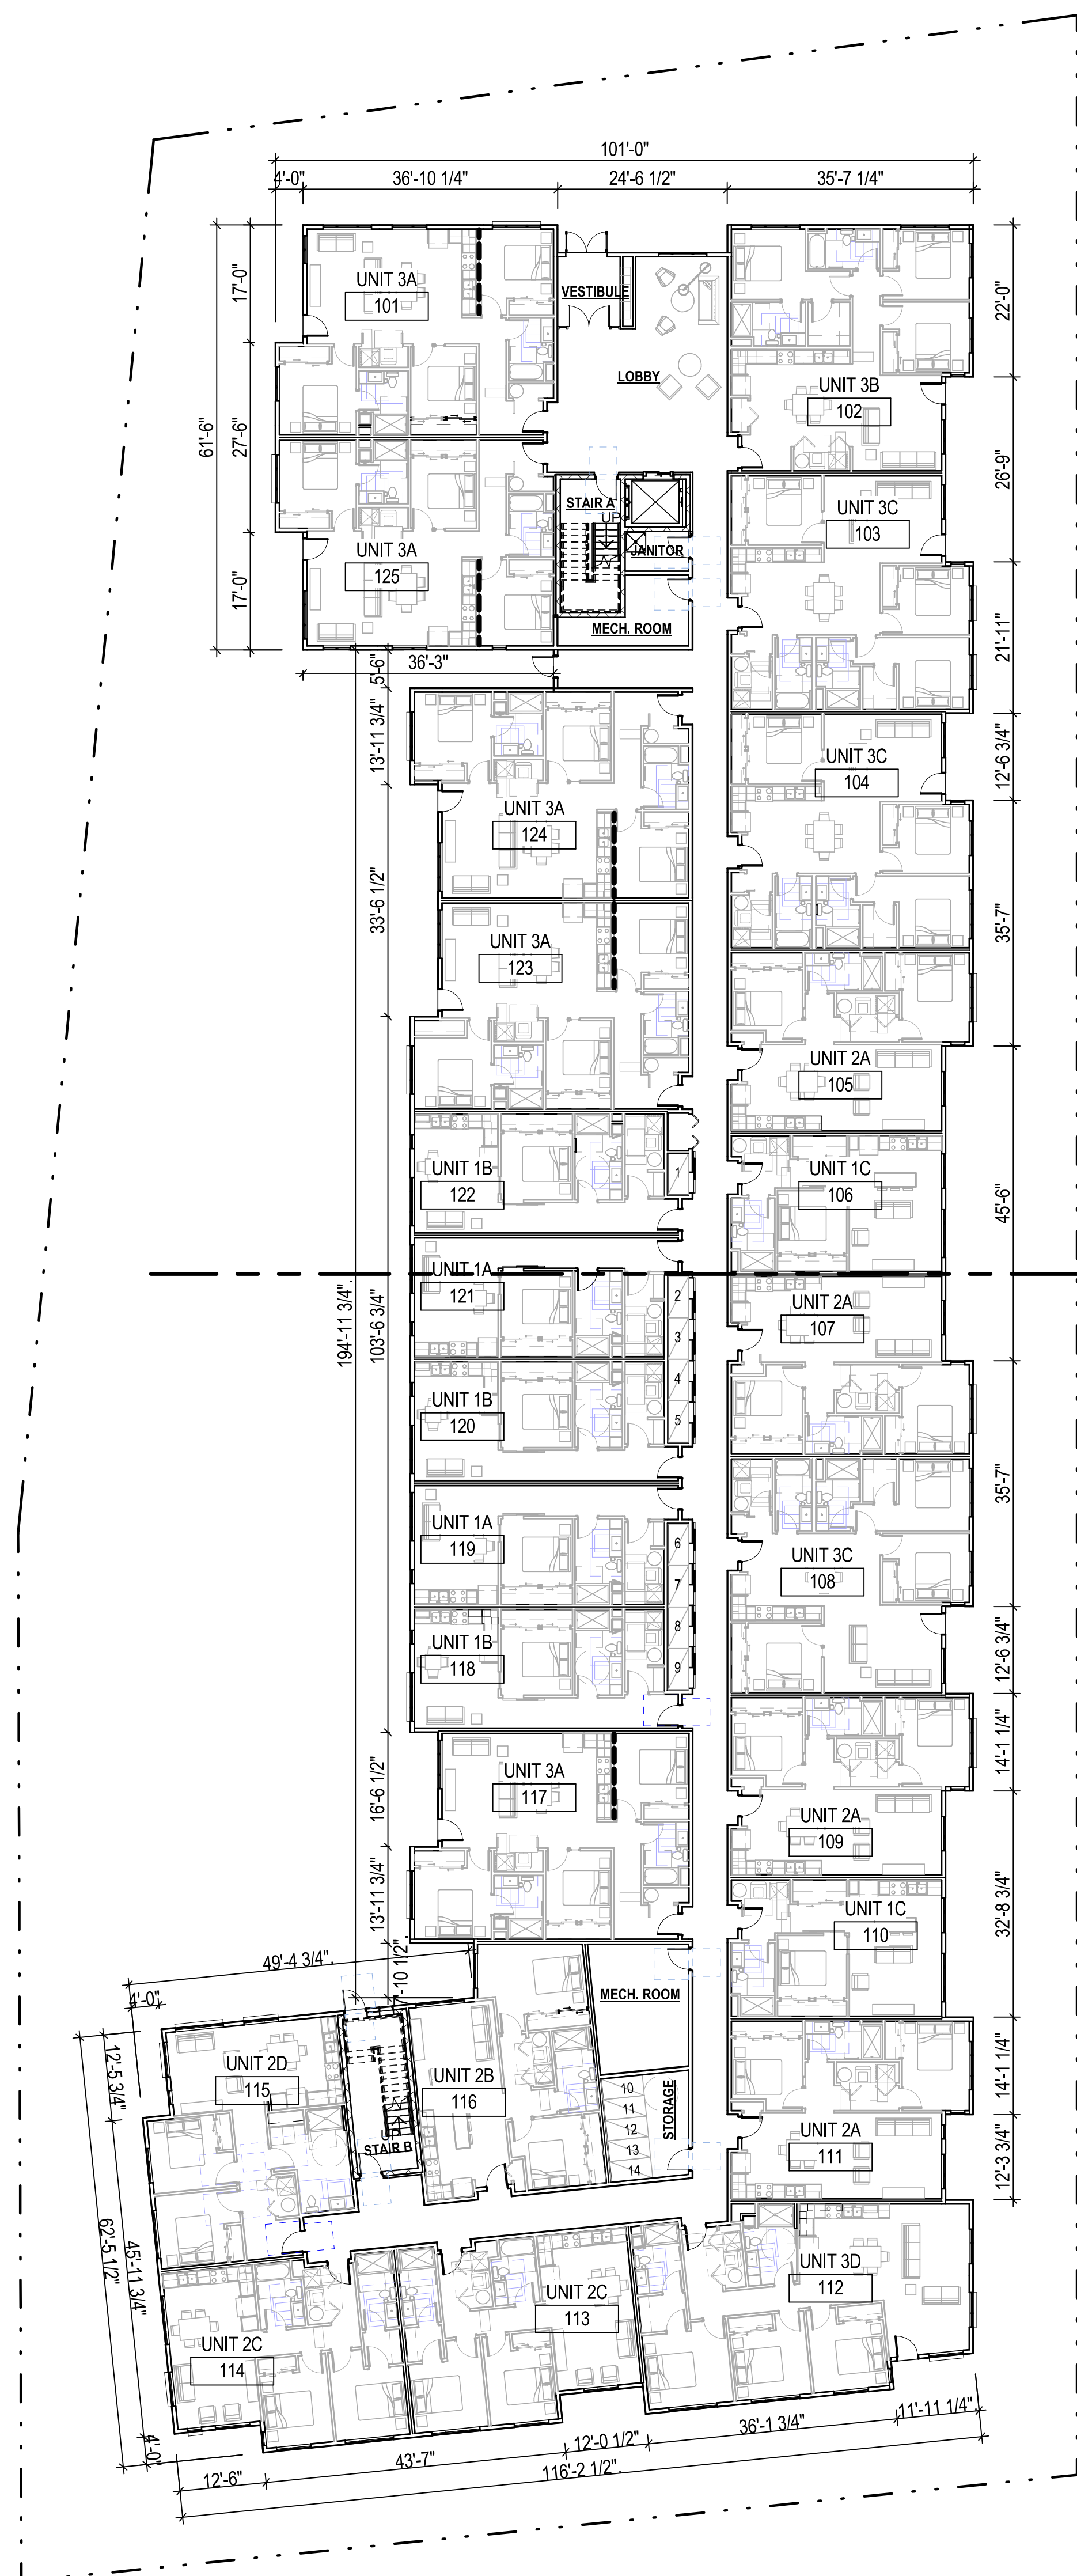 101'-0"
4'-0"
36'-10 1/4"
24'-6 1/2"
35'-7 1/4"
61'-6"
17'-0"
27'-6"
17'-0"
UNIT 3A
101
VESTIBULE
LOBBY
UNIT 3B
102
22'-0"
26'-9"
STAIR A
UP
JANITOR
MECH. ROOM
UNIT 3A
125
UNIT 3C
103
21'-11"
36'-3"
5'-6"
13'-11 3/4"
UNIT 3C
104
12'-6 3/4"
UNIT 3A
124
33'-6 1/2"
35'-7"
UNIT 3A
123
UNIT 2A
105
UNIT 1B
122
1
UNIT 1C
106
45'-6"
UNIT 1A
121
2
3
4
5
UNIT 2A
107
194'-11 3/4".
103'-6 3/4"
UNIT 1B
120
35'-7"
UNIT 1A
119
6
7
8
9
UNIT 3C
108
UNIT 1B
118
12'-6 3/4"
14'-1 1/4"
UNIT 3A
117
16'-6 1/2"
13'-11 3/4"
UNIT 2A
109
32'-8 3/4"
UNIT 1C
110
49'-4 3/4".
4'-0"
MECH. ROOM
12'-5 3/4"
UNIT 2D
115
UNIT 2B
116
10
11
12
13
14
STORAGE
14'-1 1/4"
UNIT 2A
111
12'-3 3/4"
UP
STAIR B
62'-5 1/2"
45'-11 3/4"
UNIT 3D
112
UNIT 2C
113
UNIT 2C
114
4'-0"
12'-6"
43'-7"
12'-0 1/2"
36'-1 3/4"
11'-11 1/4"
116'-2 1/2".